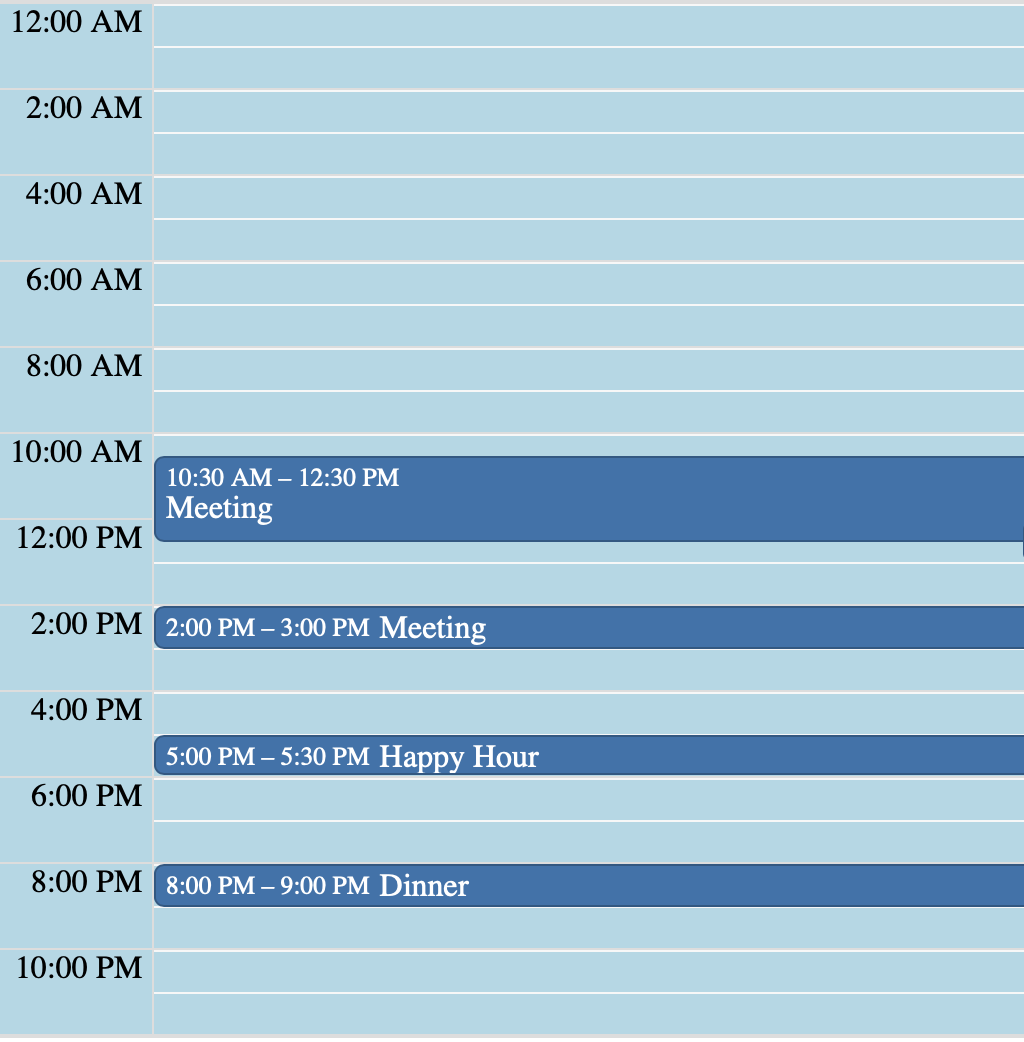 12:00 AM
2:00 AM
4:00 AM
6:00 AM
8:00 AM
10:00 AM
10:30 AM – 12:30 PM
Meeting
12:00 PM
2:00 PM
2:00 PM – 3:00 PM Meeting
4:00 PM
5:00 PM – 5:30 PM Happy Hour
6:00 PM
8:00 PM
8:00 PM – 9:00 PM Dinner
10:00 PM